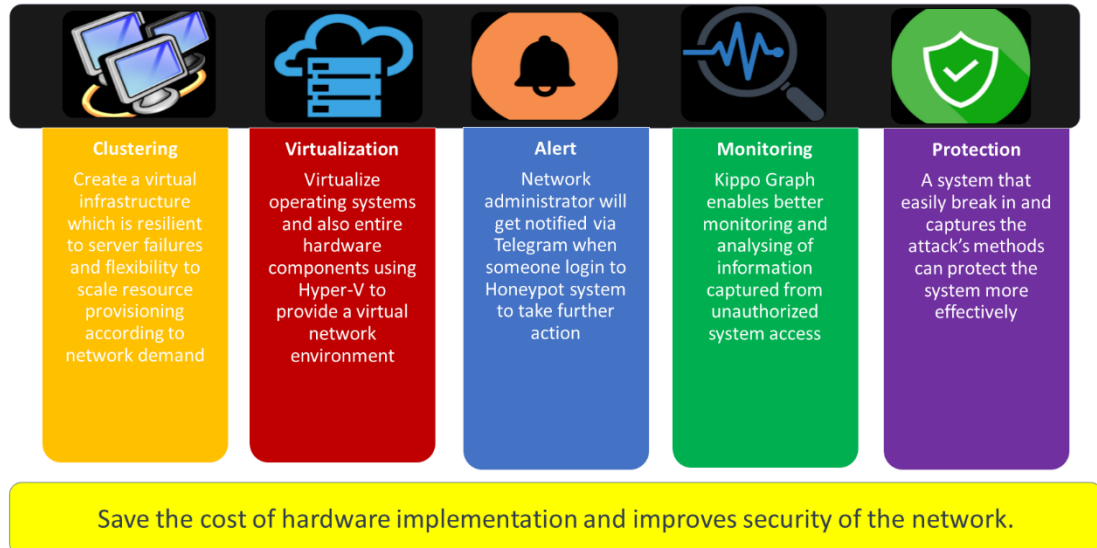 Clustering
Create a virtual
infrastructure
which is resilient
to server failures
and flexibility to
scale resource
provisioning
according to
network demand
Virtualization
Virtualize
operating systems
and also entire
hardware
components using
Hyper-V to
provide a virtual
network
environment
Alert
Network
administrator will
get notified via
Telegram when
someone login to
Honeypot system
to take further
action
Monitoring
Kippo Graph
enables better
monitoring and
analysing of
information
captured from
unauthorized
system access
Protection
A system that
easily break in and
captures the
attack’s methods
can protect the
system more
effectively
Save the cost of hardware implementation and improves security of the network.